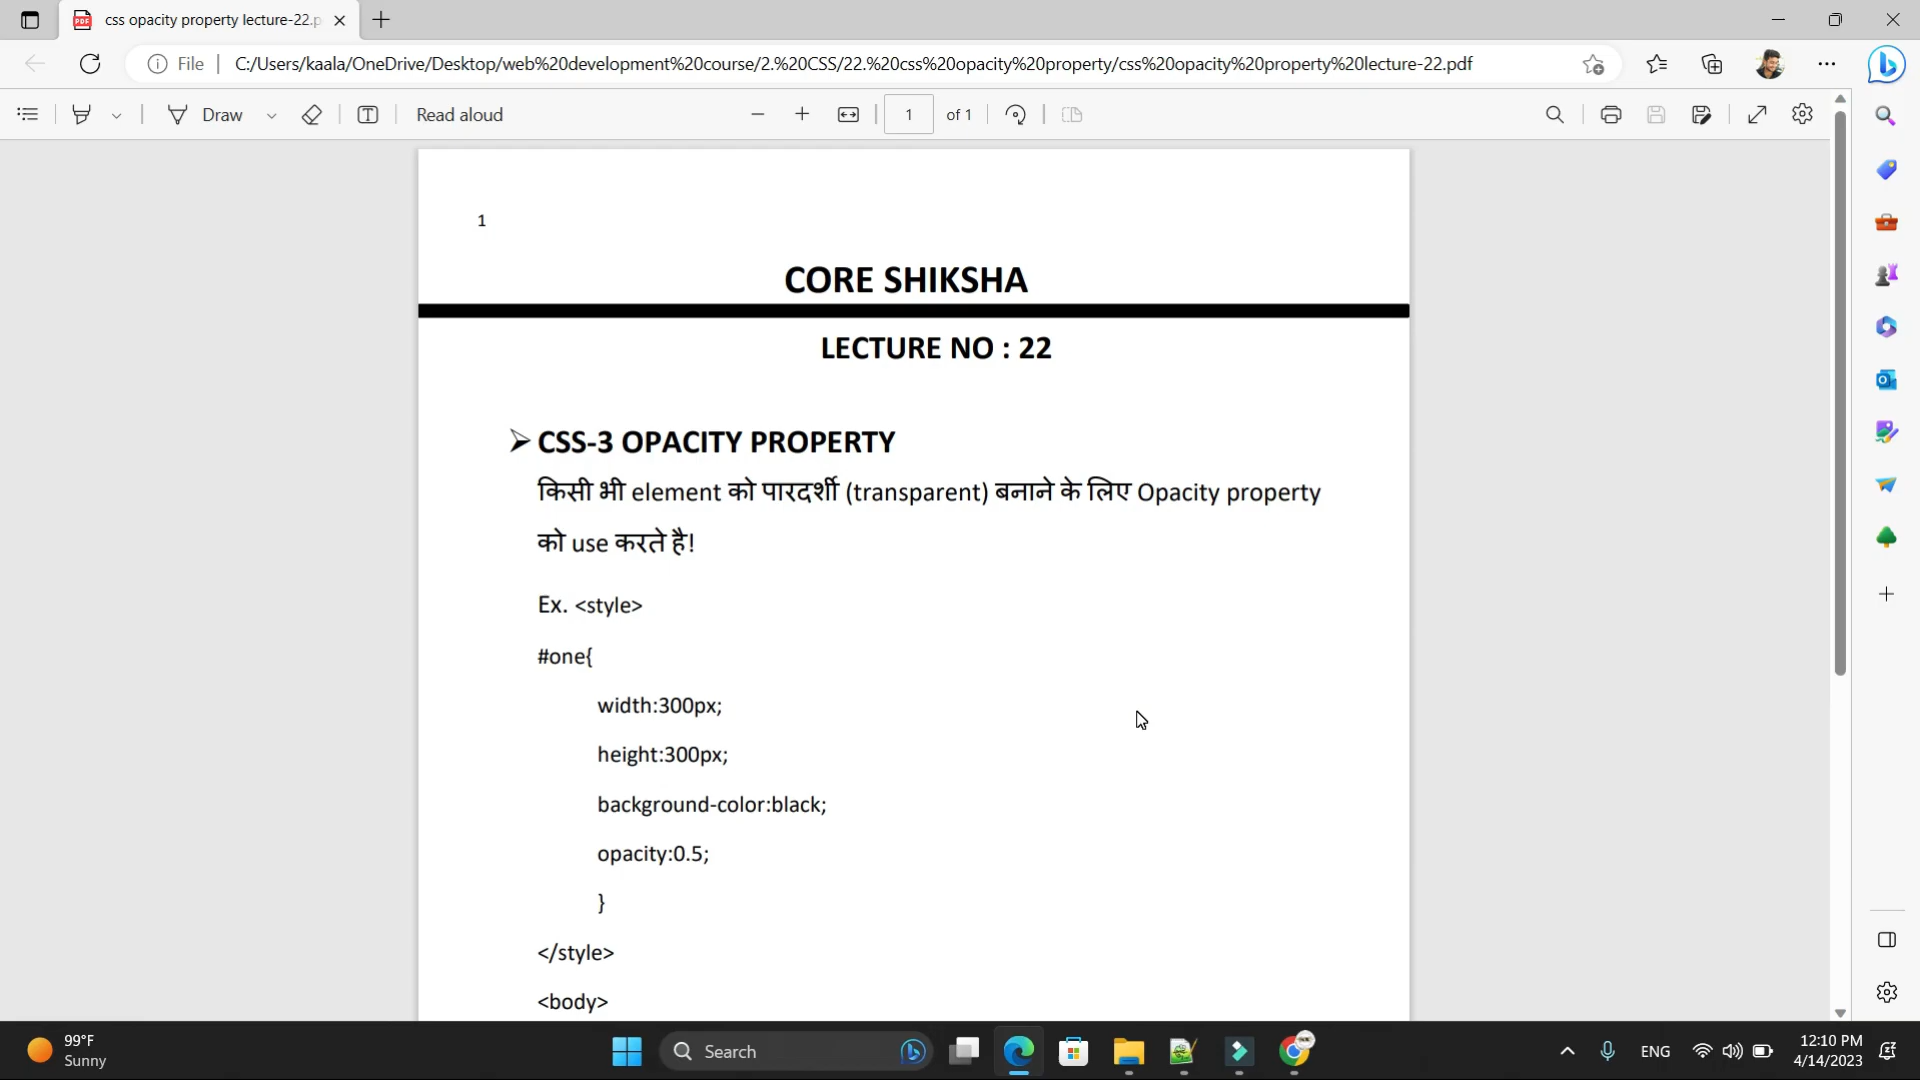 css opacity property lecture-22.p
File
C:/Users/kaala/OneDrive/Desktop/web%20development%20course/2.%20CSS/22.%20css%20opacity%20property/css%20opacity%20property%20lecture-22.pdf
Draw
Read aloud
1
of 1
1
CORE SHIKSHA
LECTURE NO : 22
➢ CSS-3 OPACITY PROPERTY
किसी भी element को पारदर्शी (transparent) बनाने के लिए Opacity property
को use करते है!
Ex. <style>
#one{
width:300px;
height:300px;
background-color:black;
opacity:0.5;
}
</style>
<body>
99°F
Sunny
Search
ENG
12:10 PM
4/14/2023